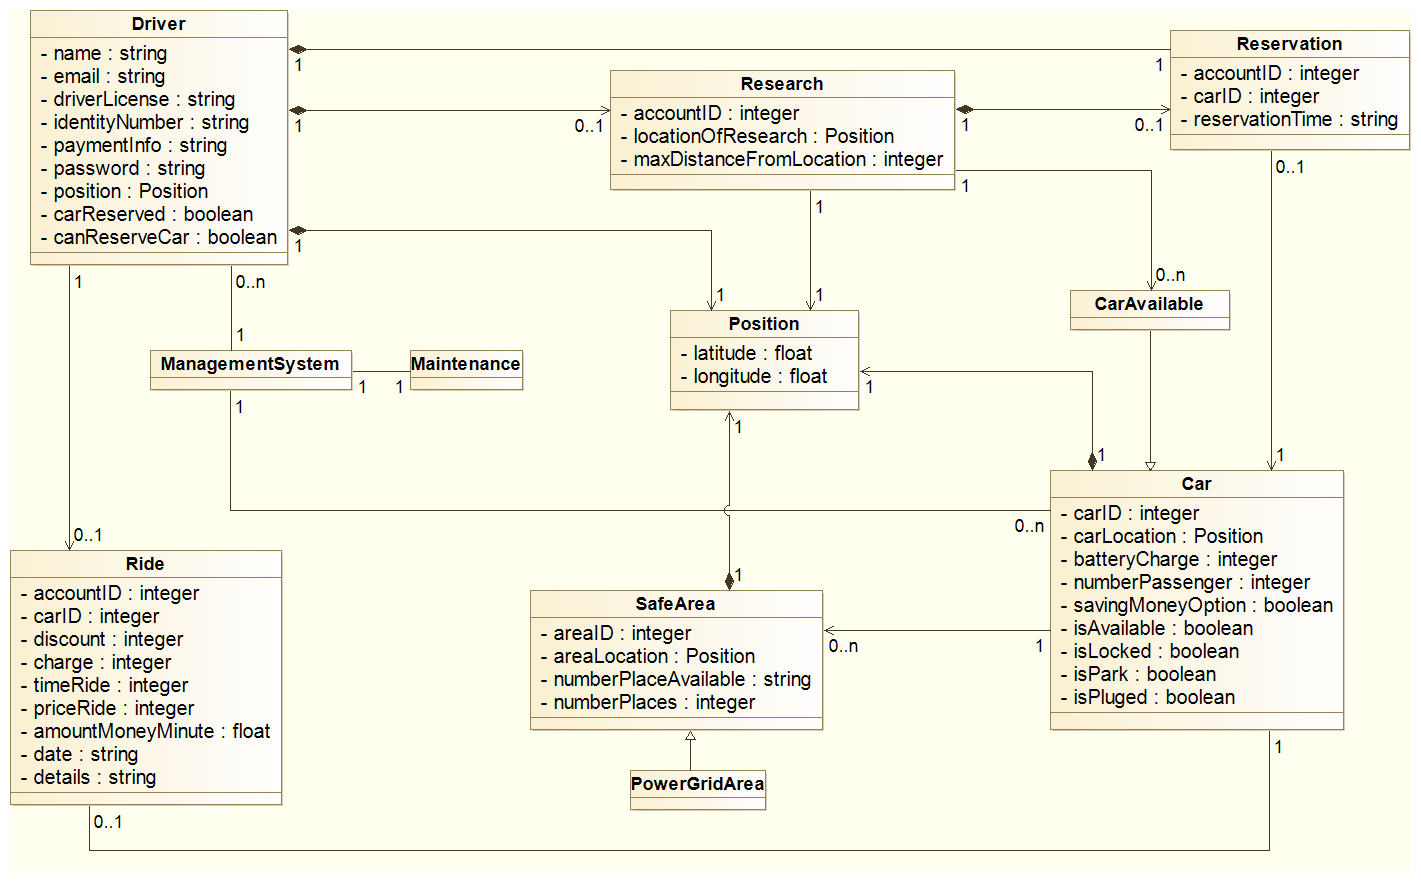 Driver
- name : string
- email : string
- driverLicense : string
- identityNumber : string
- paymentInfo : string
- password : string
- position : Position
- carReserved : boolean
- canReserveCar : boolean
1
1
Reservation
- accountID : integer
- carID : integer
- reservationTime : string
Research
- accountID : integer
- locationOfResearch : Position
- maxDistanceFromLocation : integer
1
0..1
1
0..1
1
0..1
1
1
1
0..n
1
0..n
1
1
CarAvailable
Position
- latitude : float
- longitude : float
ManagementSystem
Maintenance
1
1
1
1
1
1
1
Car
- carID : integer
- carLocation : Position
- batteryCharge : integer
- numberPassenger : integer
- savingMoneyOption : boolean
- isAvailable : boolean
- isLocked : boolean
- isPark : boolean
- isPluged : boolean
0..n
0..1
Ride
- accountID : integer
- carID : integer
- discount : integer
- charge : integer
- timeRide : integer
- priceRide : integer
- amountMoneyMinute : float
- date : string
- details : string
1
SafeArea
- areaID : integer
- areaLocation : Position
- numberPlaceAvailable : string
- numberPlaces : integer
0..n
1
1
PowerGridArea
0..1